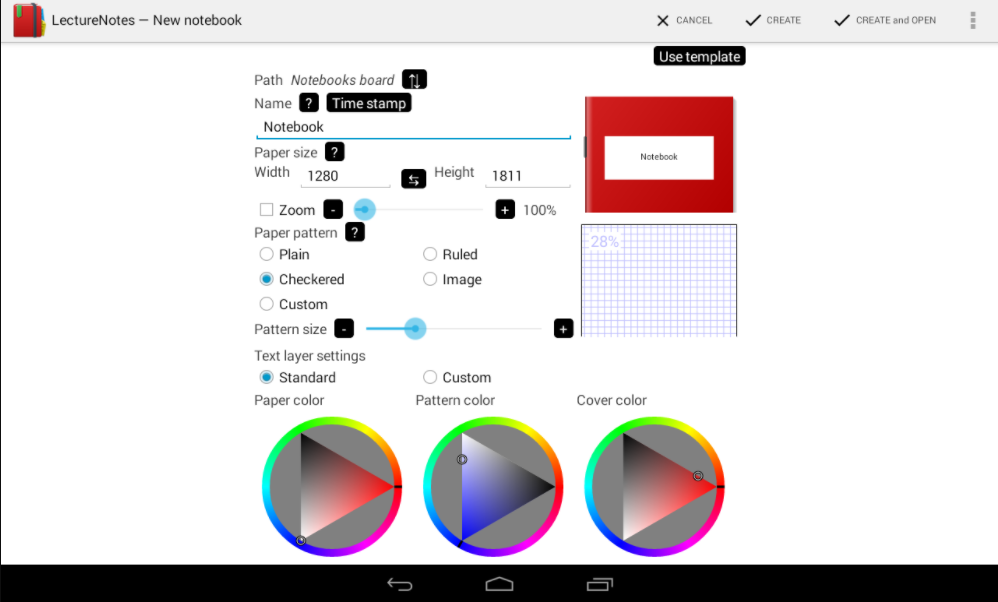 LectureNotes — New notebook
CANCEL
CREATE
CREATE and OPEN
Use template
Path Notebooks board
Name ? Time stamp
Notebook
Paper size ?
Width 1280 Height 1811
Zoom - + 100%
Paper pattern ?
Plain Ruled
Checkered Image
Custom
Pattern size - +
Text layer settings
Standard Custom
Paper color Pattern color Cover color
Notebook
28%